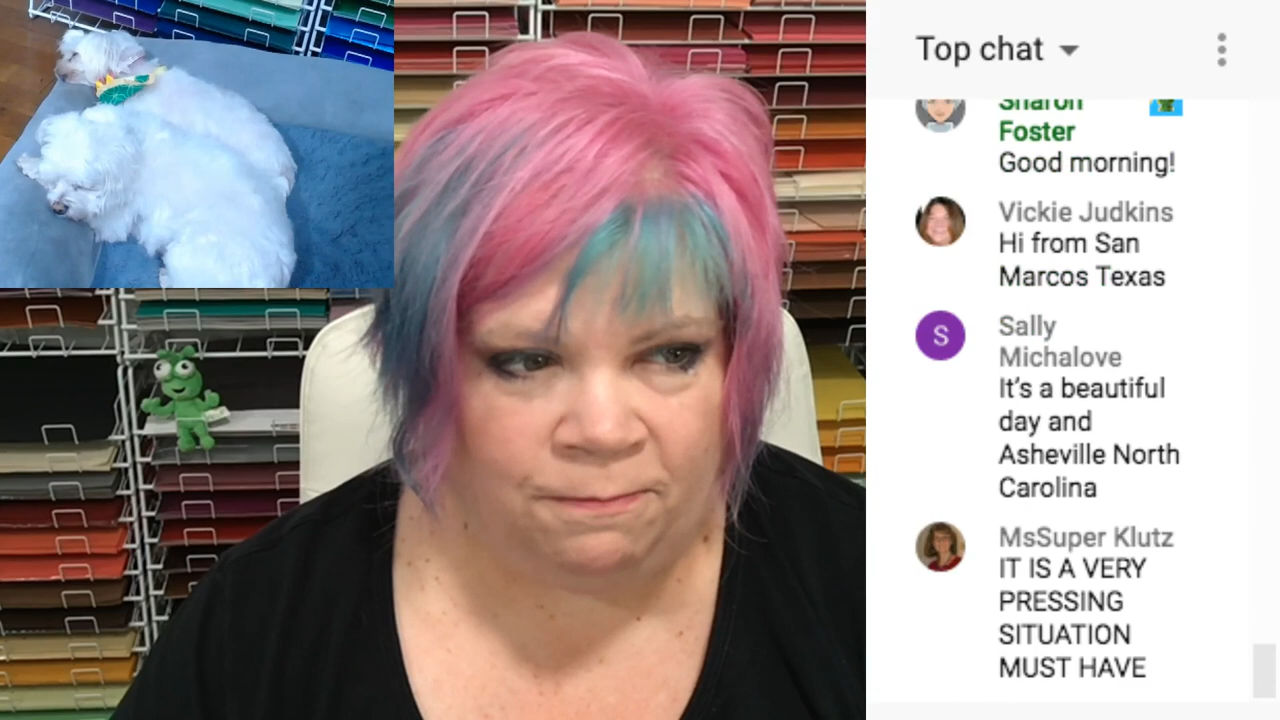 Top chat
Sharon
Foster
Good morning!
Vickie Judkins
Hi from San
Marcos Texas
S
Sally
Michalove
It's a beautiful
day and
Asheville North
Carolina
MsSuper Klutz
IT IS A VERY
PRESSING
SITUATION
MUST HAVE